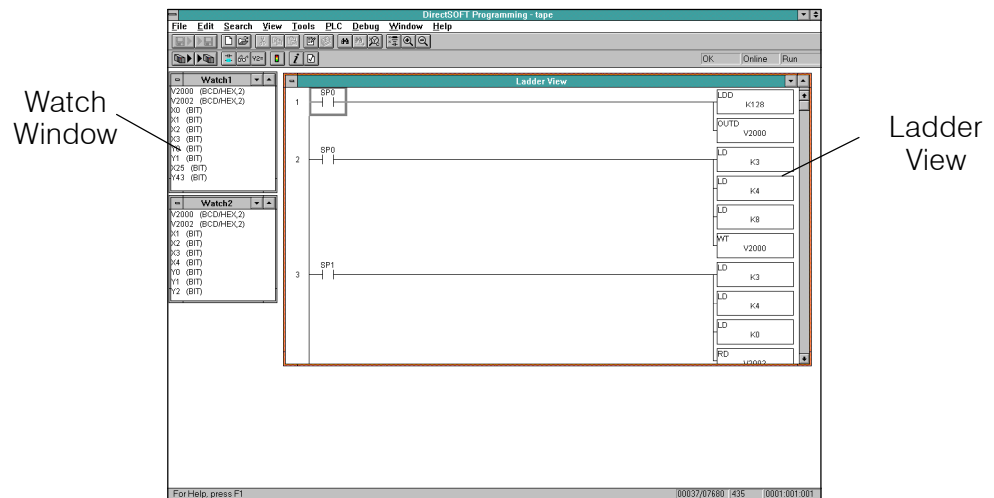 DirectSOFT Programming - tape
File Edit Search View Tools PLC Debug Window Help
OK Online Run
Watch Window
Watch1
V2000 (BCD/HEX,2)
V2002 (BCD/HEX,2)
X0 (BIT)
X1 (BIT)
X2 (BIT)
X3 (BIT)
Y0 (BIT)
Y1 (BIT)
X25 (BIT)
Y43 (BIT)
Watch2
V2000 (BCD/HEX,2)
V2002 (BCD/HEX,2)
X1 (BIT)
X2 (BIT)
X3 (BIT)
X4 (BIT)
Y0 (BIT)
Y1 (BIT)
Y2 (BIT)
Ladder View
1
SP0
LDD
K128
OUTD
V2000
2
SP0
LD
K3
LD
K4
LD
K8
WT
V2000
3
SP1
LD
K3
LD
K4
LD
K0
RD
V2002
Ladder
View
For Help, press F1
00037/07680 435 0001:001:001